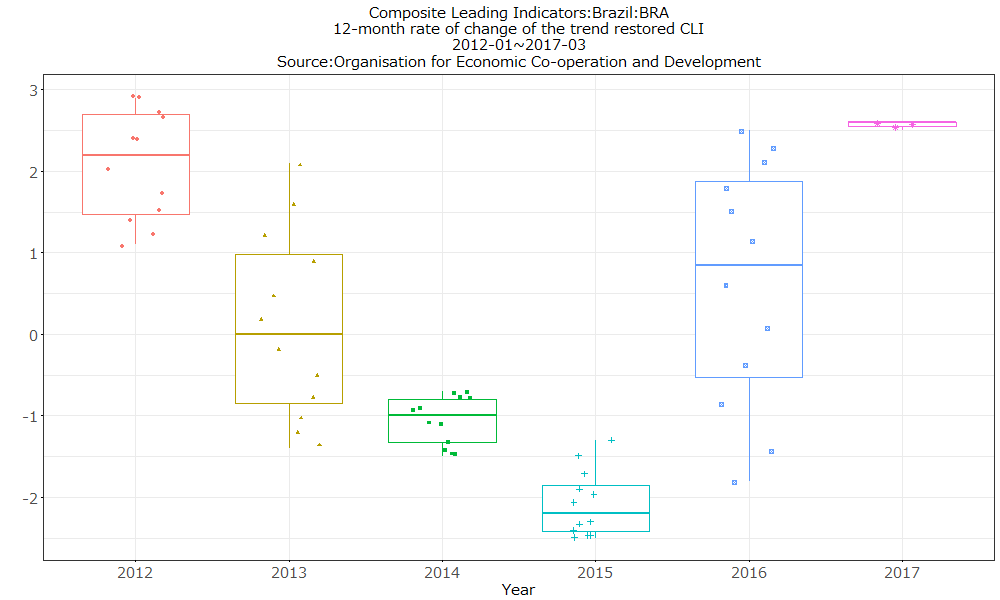 Composite Leading Indicators:Brazil:BRA
12-month rate of change of the trend restored CLI
2012-01~2017-03
Source:Organisation for Economic Co-operation and Development
3
2
1
0
-1
-2
2012 2013 2014 2015 2016 2017
Year